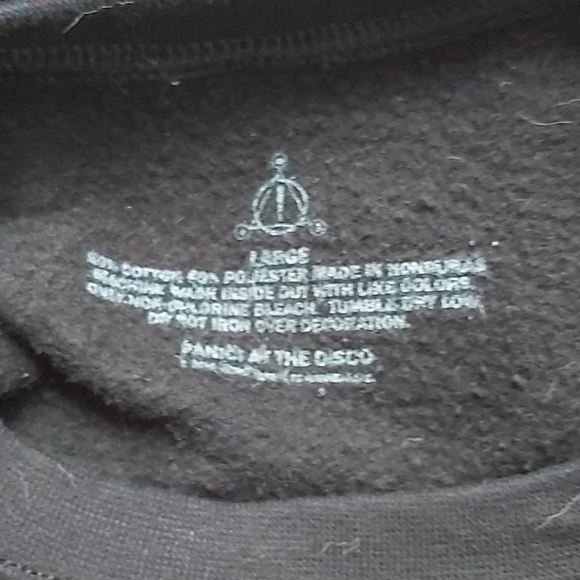 LARGE
60% COTTON 40% POLYESTER MADE IN HONDURAS
MACHINE WASH INSIDE OUT WITH LIKE COLORS.
ONLY NON-CHLORINE BLEACH. TUMBLE DRY LOW.
DO NOT IRON OVER DECORATION.
PANIC! AT THE DISCO